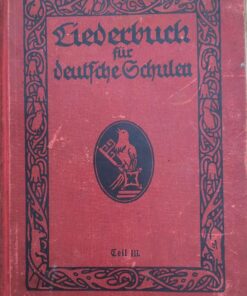 Liederbuch
für
deutsche Schulen
Teil III.